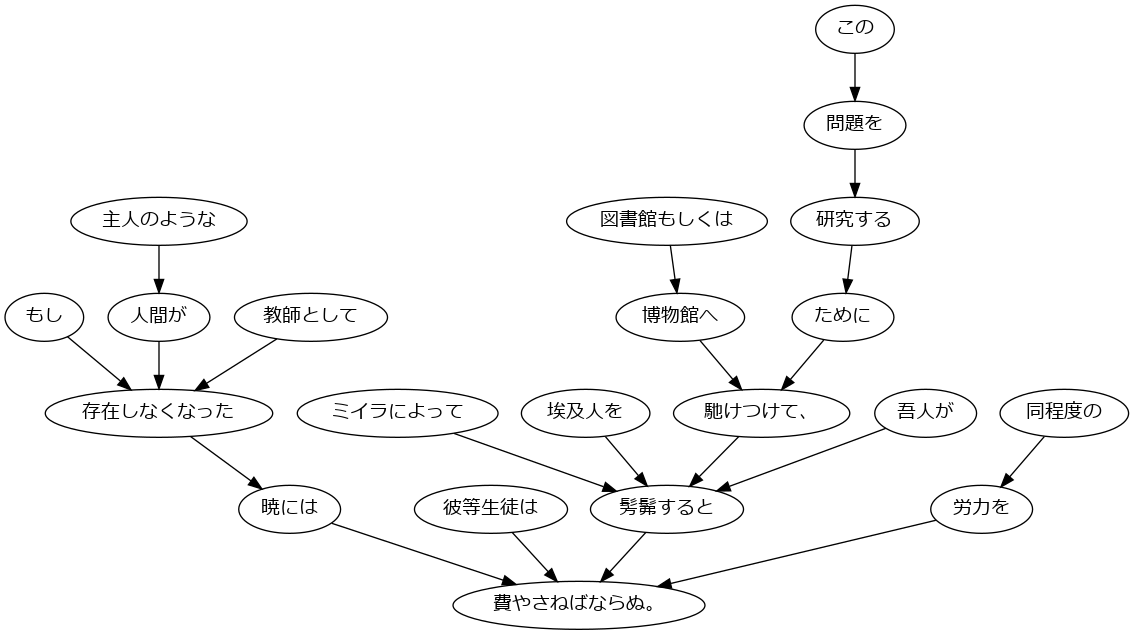 この
問題を
主人のような
図書館もしくは
研究する
もし
人間が
教師として
博物館へ
ために
存在しなくなった
ミイラによって
埃及人を
馳けつけて、
吾人が
同程度の
暁には
彼等生徒は
髣髴すると
労力を
費やさねばならぬ。